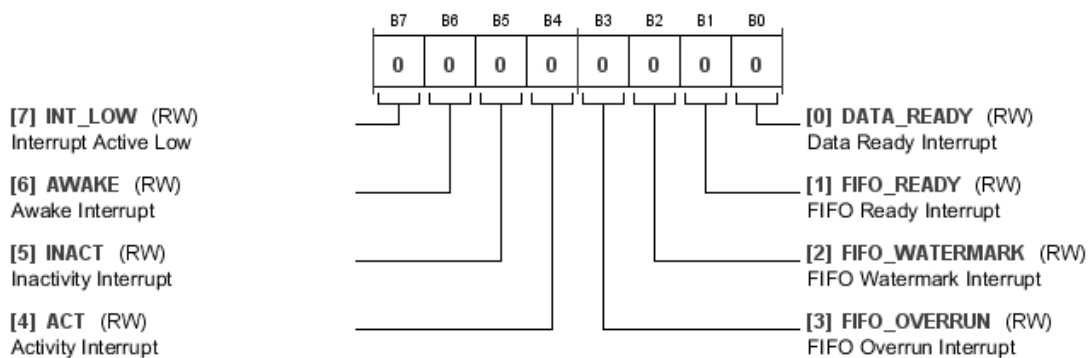 B7 B6 B5 B4 B3 B2 B1 B0
0 0 0 0 0 0 0 0
[7] INT_LOW (RW)
Interrupt Active Low
[6] AWAKE (RW)
Awake Interrupt
[5] INACT (RW)
Inactivity Interrupt
[4] ACT (RW)
Activity Interrupt
[0] DATA_READY (RW)
Data Ready Interrupt
[1] FIFO_READY (RW)
FIFO Ready Interrupt
[2] FIFO_WATERMARK (RW)
FIFO Watermark Interrupt
[3] FIFO_OVERRUN (RW)
FIFO Overrun Interrupt